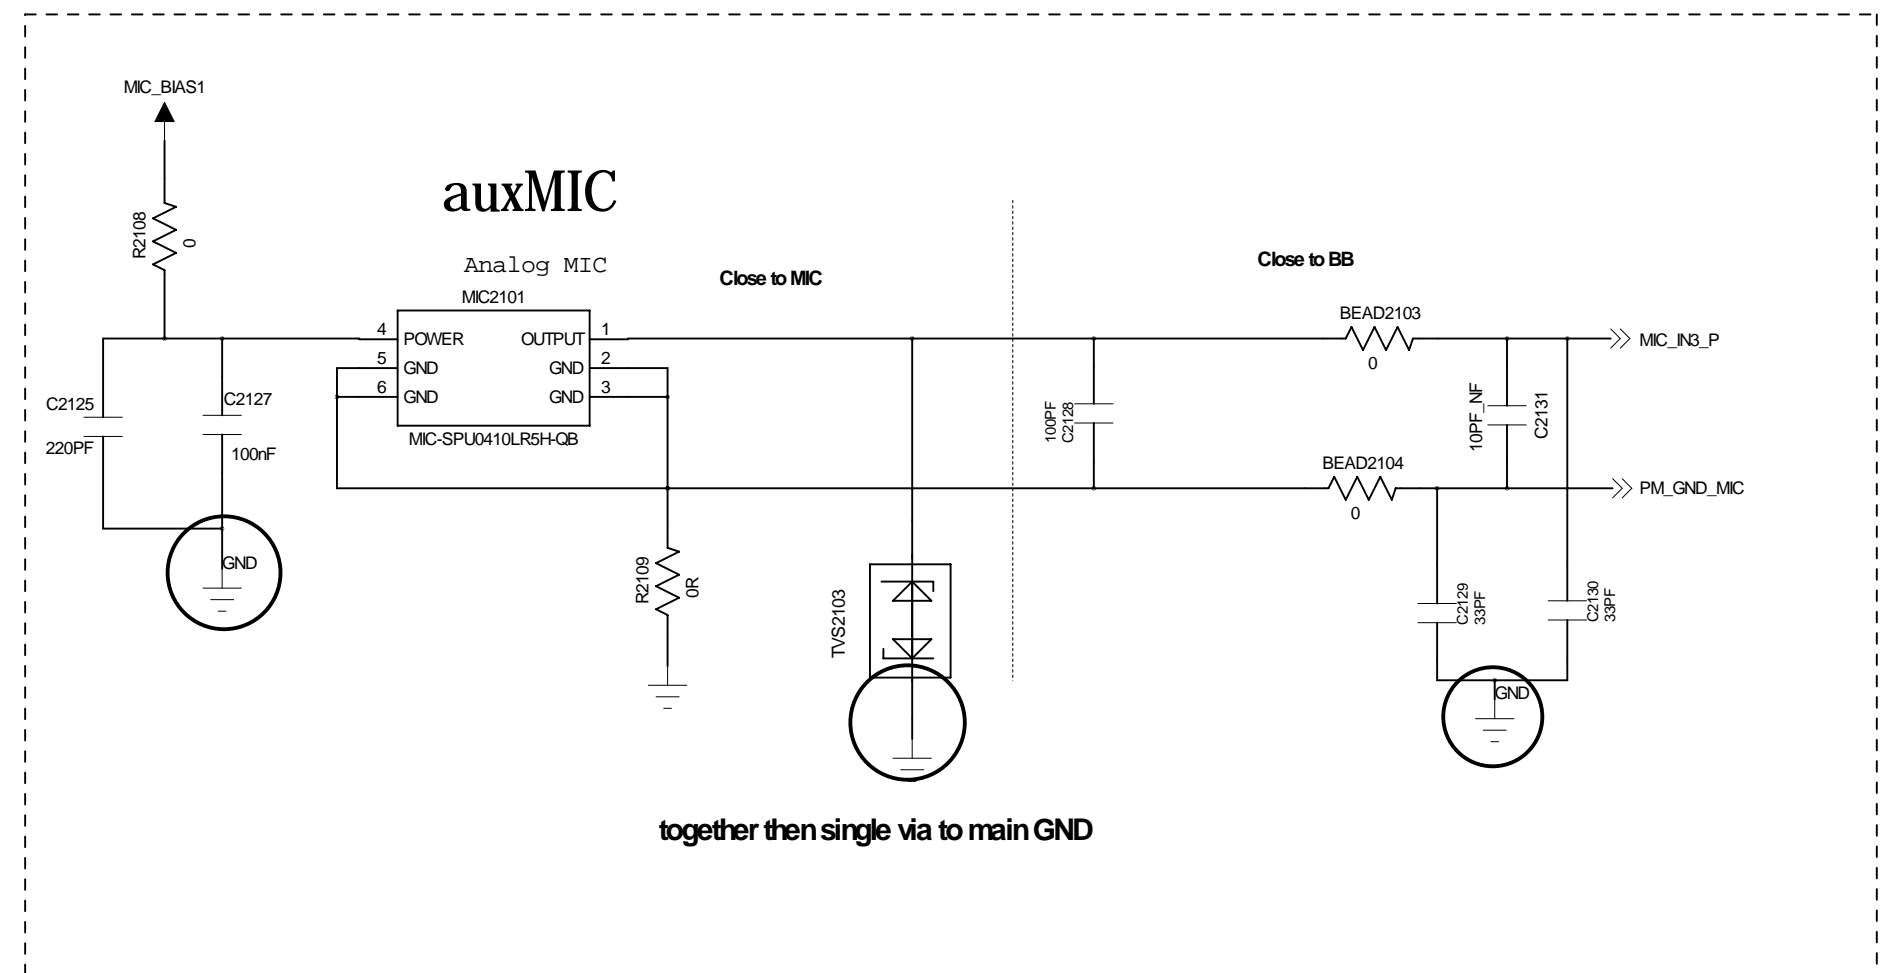 MIC_BIAS1
auxMIC
R2108
0
Analog MIC
Close to MIC
Close to BB
MIC2101
BEAD2103
4
POWER
OUTPUT
1
MIC_IN3_P
5
GND
GND
2
0
6
GND
GND
3
C2125
C2127
100PF
C2128
10PF_NF
C2131
220PF
100nF
MIC-SPU0410LR5H-QB
BEAD2104
PM_GND_MIC
0
GND
R2109
0R
TVS2103
C2129
33PF
C2130
33PF
GND
together then single via to main GND